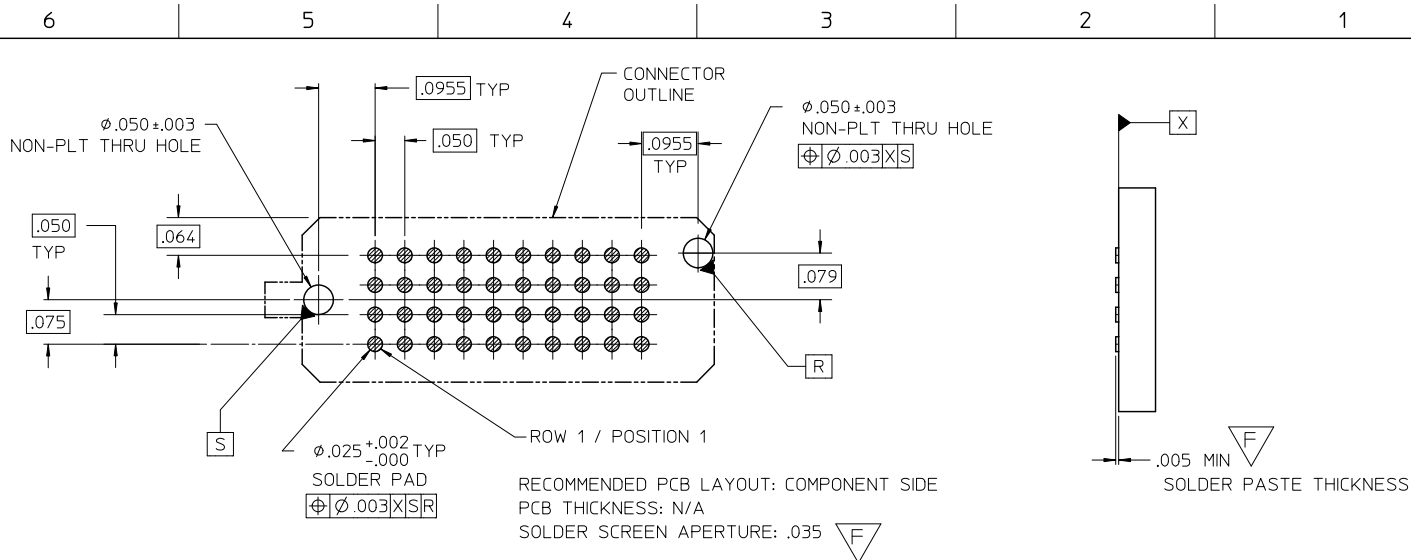 6 5 4 3 2 1
.0955 TYP
CONNECTOR
OUTLINE
⌀.050±.003
NON-PLT THRU HOLE
.050 TYP
.0955
TYP
⌀.050±.003
NON-PLT THRU HOLE
⌖ ⌀.003 X S
X
.050
TYP
.064
.079
.075
R
S
ROW 1 / POSITION 1
⌀.025 +.002 TYP
-.000
SOLDER PAD
⌖ ⌀.003 X S R
RECOMMENDED PCB LAYOUT: COMPONENT SIDE
PCB THICKNESS: N/A
SOLDER SCREEN APERTURE: .035 F
.005 MIN F
SOLDER PASTE THICKNESS